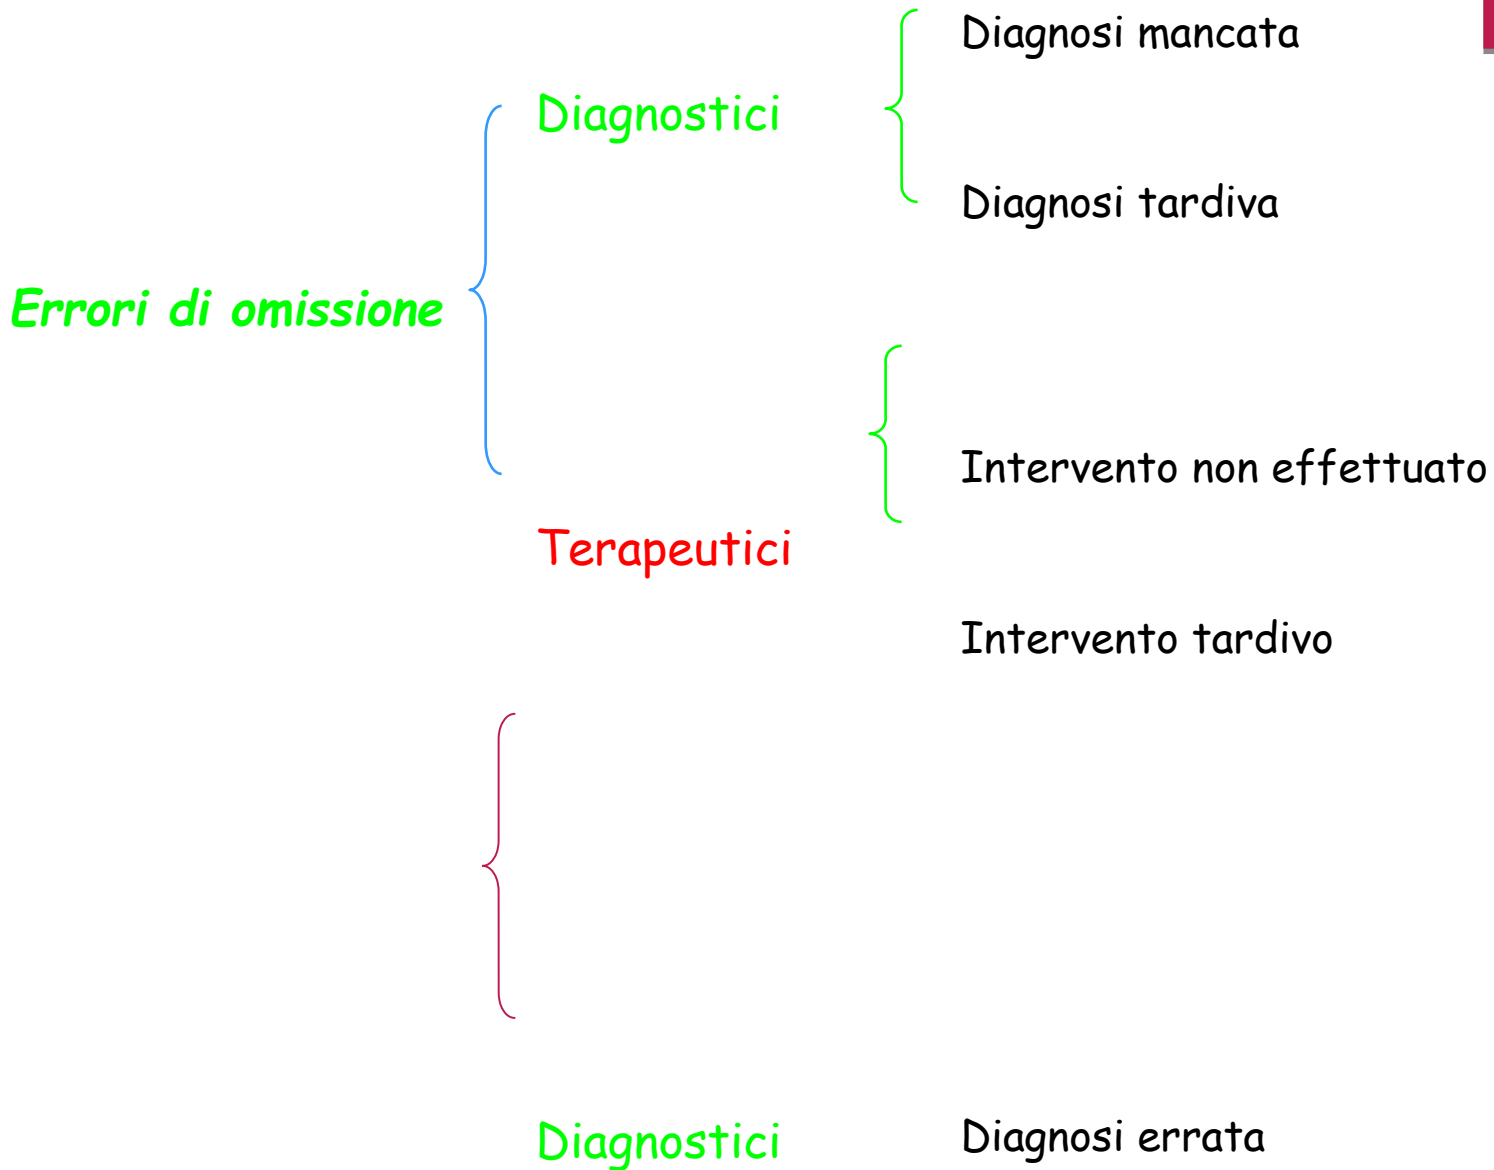 Diagnosi mancata
Diagnostici
Diagnosi tardiva
Errori di omissione
Intervento non effettuato
Terapeutici
Intervento tardivo
Diagnostici Diagnosi errata